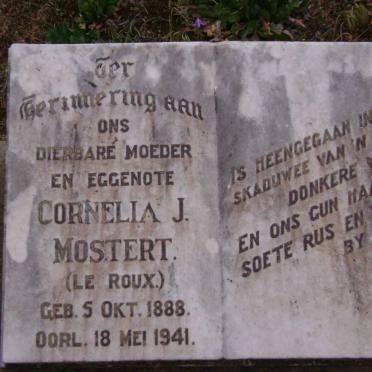 Ter
Herinnering aan
ONS
DIERBARE MOEDER
EN EGGENOTE
CORNELIA J.
MOSTERT.
(LE ROUX.)
GEB. 5 OKT. 1888.
OORL. 18 MEI 1941.
IS HEENGEGAAN IN
SKADUWEE VAN 'N
DONKERE
EN ONS GUN HAA
SOETE RUS EN
BY